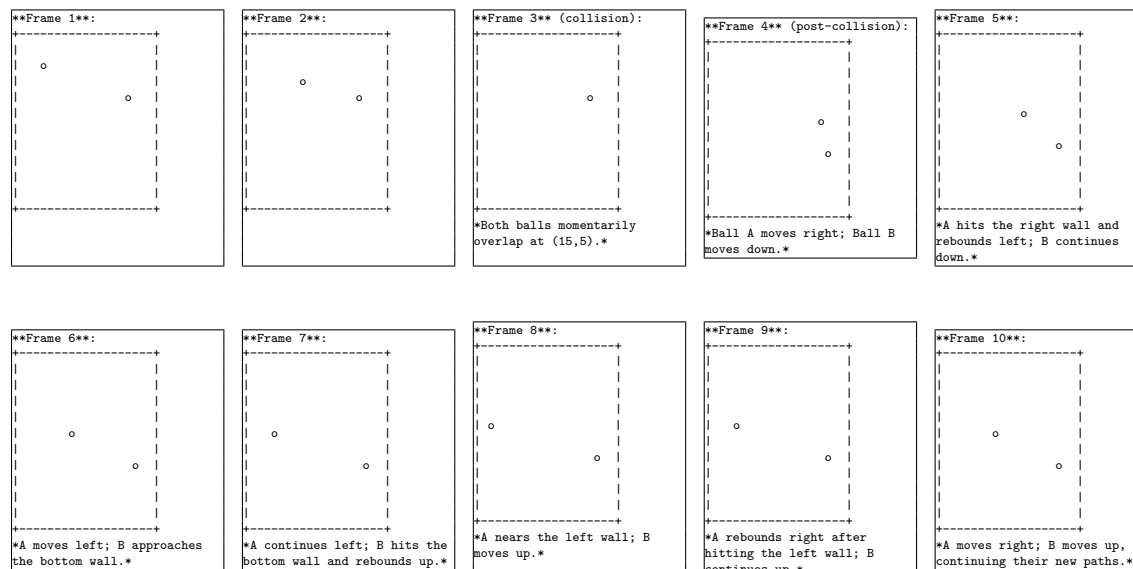 **Frame 1**:
**Frame 2**:
**Frame 3** (collision):
*Both balls momentarily
overlap at (15,5).*
**Frame 4** (post-collision):
*Ball A moves right; Ball B
moves down.*
**Frame 5**:
*A hits the right wall and
rebounds left; B continues
down.*
**Frame 6**:
*A moves left; B approaches
the bottom wall.*
**Frame 7**:
*A continues left; B hits the
bottom wall and rebounds up.*
**Frame 8**:
*A nears the left wall; B
moves up.*
**Frame 9**:
*A rebounds right after
hitting the left wall; B
continues up.*
**Frame 10**:
*A moves right; B moves up,
continuing their new paths.*